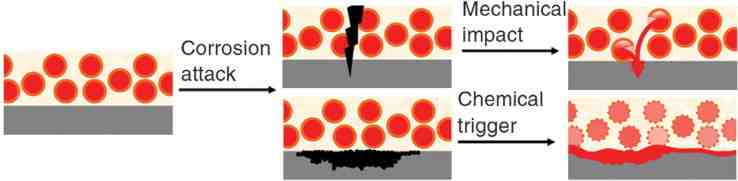 Corrosion
attack
Mechanical
impact
Chemical
trigger